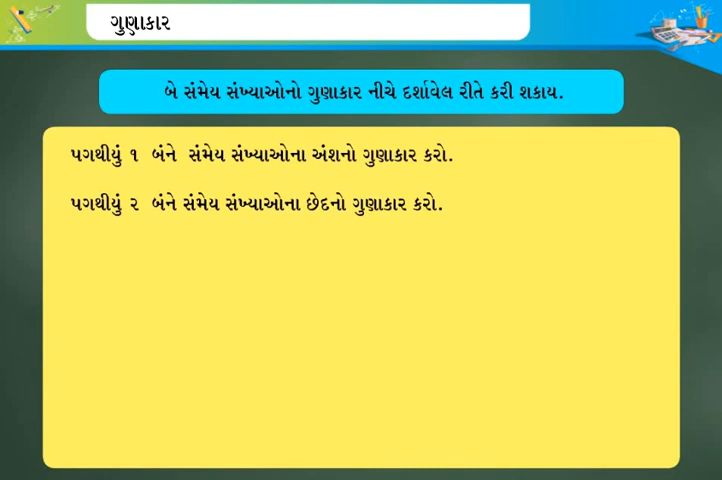 ગુણાકાર
બે સંમેય સંખ્યાઓનો ગુણાકાર નીચે દર્શાવેલ રીતે કરી શકાય.
પગથીયું ૧ બંને સંમેય સંખ્યાઓના અંશનો ગુણાકાર કરો.
પગથીયું ૨ બંને સંમેય સંખ્યાઓના છેદનો ગુણાકાર કરો.